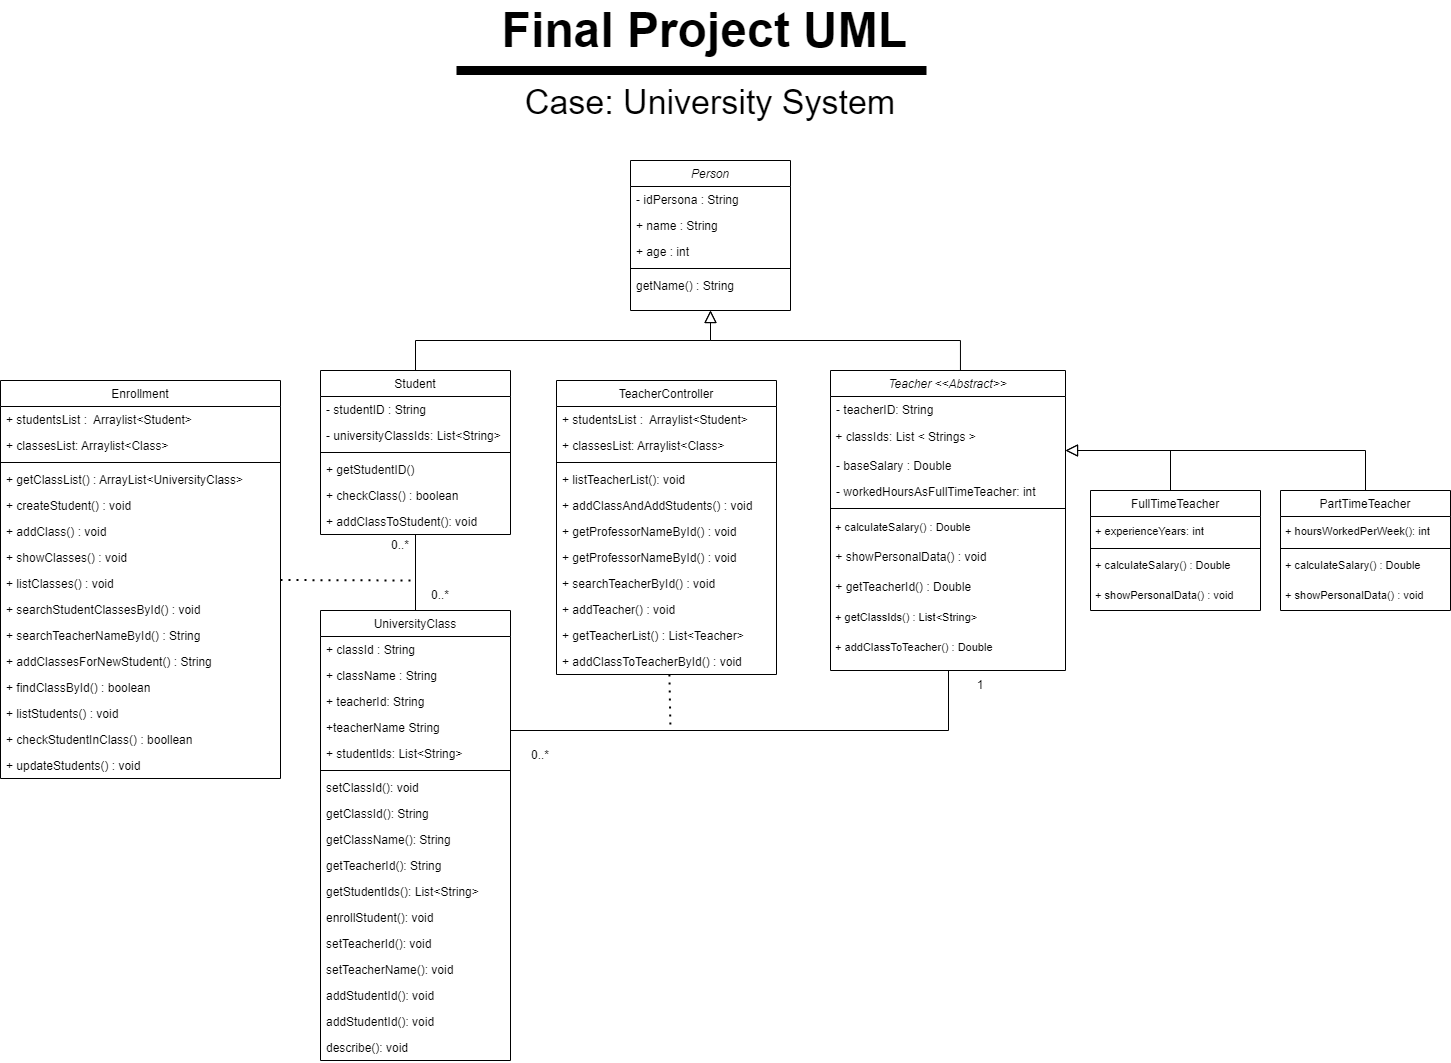 Final Project UML
Case: University System
Person
- idPersona : String
+ name : String
+ age : int
getName() : String
Enrollment
+ studentsList :  Arraylist<Student>
+ classesList: Arraylist<Class>
+ getClassList() : ArrayList<UniversityClass>
+ createStudent() : void
+ addClass() : void
+ showClasses() : void
+ listClasses() : void
+ searchStudentClassesById() : void
+ searchTeacherNameById() : String
+ addClassesForNewStudent() : String
+ findClassById() : boolean
+ listStudents() : void
+ checkStudentInClass() :boollean
+ updateStudents() : void
Student
- studentID : String
- universityClassIds: List<String>
+ getStudentID()
+ checkClass() : boolean
+ addClassToStudent(): void
0..*
0..*
UniversityClass
+ classId : String
+ className : String
+ teacherId: String
+teacherName String
+ studentIds: List<String>
setClassId(): void
getClassId(): String
getClassName(): String
getTeacherId(): String
getStudentIds(): List<String>
enrollStudent(): void
setTeacherId(): void
setTeacherName(): void
addStudentId(): void
addStudentId(): void
describe(): void
TeacherController
+ studentsList :  Arraylist<Student>
+ classesList: Arraylist<Class>
+ listTeacherList(): void
+ addClassAndAddStudents() : void
+ getProfessorNameById() : void
+ getProfessorNameById() : void
+ searchTeacherById() : void
+ addTeacher() : void
+ getTeacherList() : List<Teacher>
+ addClassToTeacherById() : void
0..*
Teacher <<Abstract>>
- teacherID: String
+ classIds: List < Strings >
- baseSalary : Double
- workedHoursAsFullTimeTeacher: int
+ calculateSalary() : Double
+ showPersonalData() : void
+ getTeacherId() : Double
+ getClassIds() : List<String>
+ addClassToTeacher() : Double
1
FullTimeTeacher
+ experienceYears: int
+ calculateSalary() : Double
+ showPersonalData() : void
PartTimeTeacher
+ hoursWorkedPerWeek(): int
+ calculateSalary() : Double
+ showPersonalData() : void